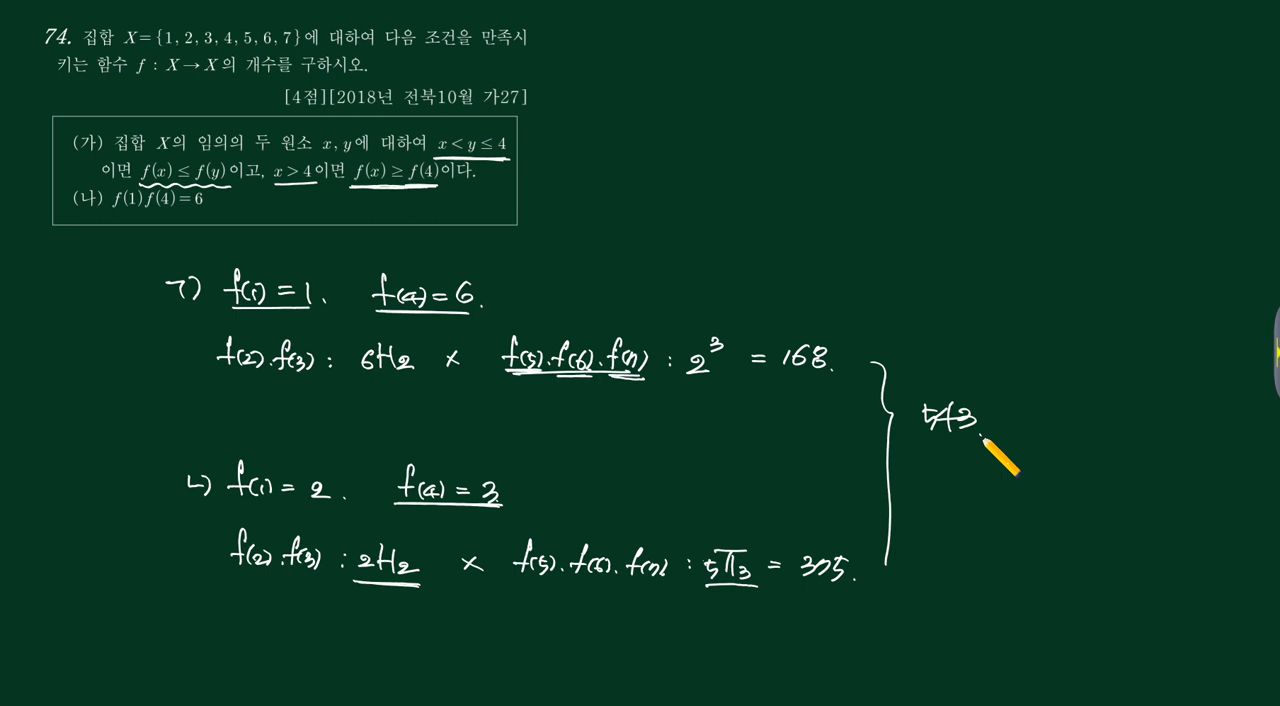 74. 집합 X={1, 2, 3, 4, 5, 6, 7}에 대하여 다음 조건을 만족시
키는 함수 f : X→X의 개수를 구하시오.
[4점][2018년 전북10월 가27]
(가) 집합 X의 임의의 두 원소 x, y에 대하여 x<y≤4
이면 f(x)≤f(y)이고, x>4이면 f(x)≥f(4)이다.
(나) f(1)f(4)=6
ㄱ) f(1)=1. f(4)=6.
f(2).f(3) : 6H2 × f(5).f(6).f(7) : 2³ = 168.
543.
ㄴ) f(1)=2. f(4)=3
f(2).f(3) : 2H2 × f(5).f(6).f(7) : 5Π3 = 375.